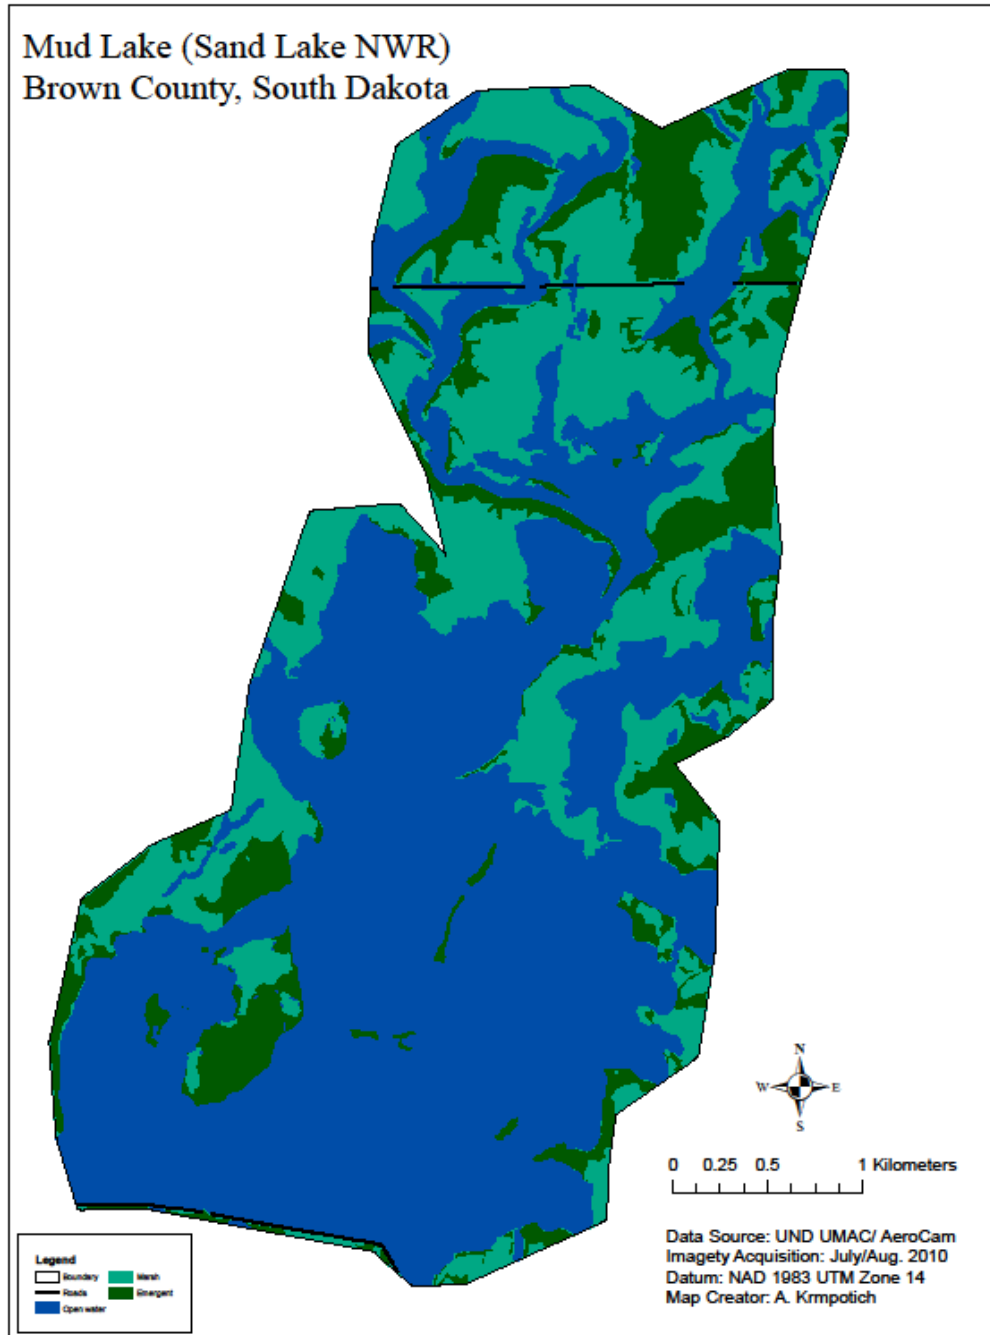 Mud Lake (Sand Lake NWR)
Brown County, South Dakota
N
W E
S
0 0.25 0.5 1 Kilometers
Data Source: UND UMAC/ AeroCam
Imagety Acquisition: July/Aug. 2010
Datum: NAD 1983 UTM Zone 14
Map Creator: A. Krmpotich
Legend
Boundary Marsh
Roads Emergent
Open water